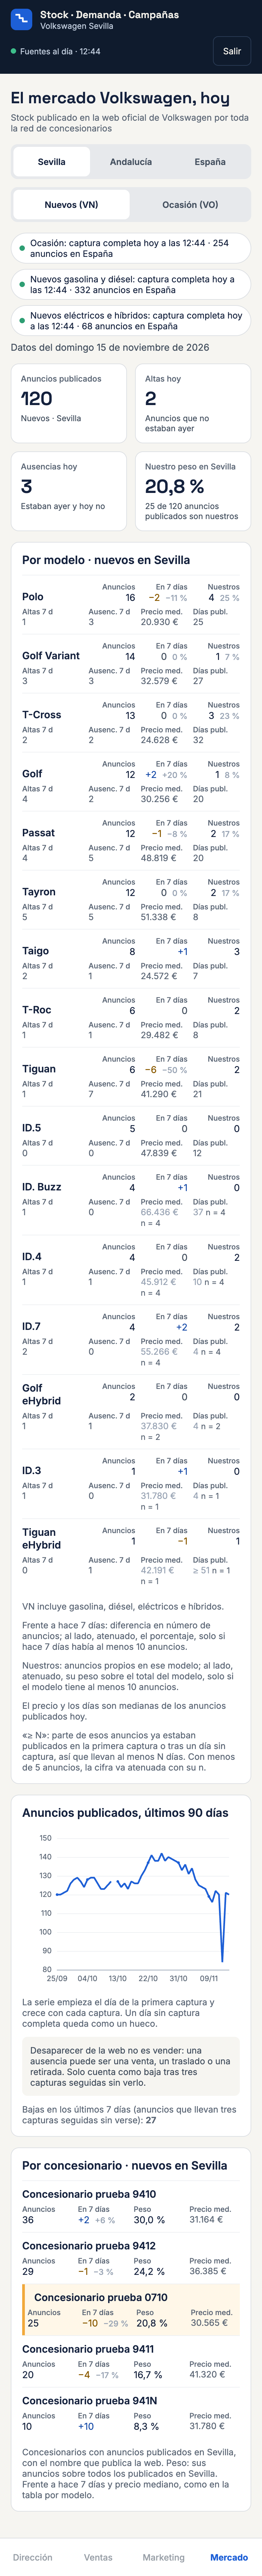 Stock · Demanda · Campañas
Volkswagen Sevilla
Fuentes al día · 12:44
Salir
El mercado Volkswagen, hoy
Stock publicado en la web oficial de Volkswagen por toda
la red de concesionarios
Sevilla Andalucía España
Nuevos (VN) Ocasión (VO)
Ocasión: captura completa hoy a las 12:44 · 254
anuncios en España
Nuevos gasolina y diésel: captura completa hoy a
las 12:44 · 332 anuncios en España
Nuevos eléctricos e híbridos: captura completa hoy
a las 12:44 · 68 anuncios en España
Datos del domingo 15 de noviembre de 2026
Anuncios publicados
120
Nuevos · Sevilla
Altas hoy
2
Anuncios que no
estaban ayer
Ausencias hoy
3
Estaban ayer y hoy no
Nuestro peso en Sevilla
20,8 %
25 de 120 anuncios
publicados son nuestros
Por modelo · nuevos en Sevilla
Anuncios En 7 días Nuestros
Polo 16 −2 −11 % 4 25 %
Altas 7 d Ausenc. 7 d Precio med. Días publ.
1 3 20.930 € 25
Anuncios En 7 días Nuestros
Golf Variant 14 0 0 % 1 7 %
Altas 7 d Ausenc. 7 d Precio med. Días publ.
3 3 32.579 € 27
Anuncios En 7 días Nuestros
T-Cross 13 0 0 % 3 23 %
Altas 7 d Ausenc. 7 d Precio med. Días publ.
2 2 24.628 € 32
Anuncios En 7 días Nuestros
Golf 12 +2 +20 % 1 8 %
Altas 7 d Ausenc. 7 d Precio med. Días publ.
4 2 30.256 € 20
Anuncios En 7 días Nuestros
Passat 12 −1 −8 % 2 17 %
Altas 7 d Ausenc. 7 d Precio med. Días publ.
4 5 48.819 € 20
Anuncios En 7 días Nuestros
Tayron 12 0 0 % 2 17 %
Altas 7 d Ausenc. 7 d Precio med. Días publ.
5 5 51.338 € 8
Anuncios En 7 días Nuestros
Taigo 8 +1 3
Altas 7 d Ausenc. 7 d Precio med. Días publ.
2 1 24.572 € 7
Anuncios En 7 días Nuestros
T-Roc 6 0 2
Altas 7 d Ausenc. 7 d Precio med. Días publ.
1 1 29.482 € 8
Anuncios En 7 días Nuestros
Tiguan 6 −6 −50 % 2
Altas 7 d Ausenc. 7 d Precio med. Días publ.
1 7 41.290 € 21
Anuncios En 7 días Nuestros
ID.5 5 0 0
Altas 7 d Ausenc. 7 d Precio med. Días publ.
0 0 47.839 € 12
Anuncios En 7 días Nuestros
ID. Buzz 4 +1 0
Altas 7 d Ausenc. 7 d Precio med. Días publ.
1 0 66.436 € 37 n = 4
n = 4
Anuncios En 7 días Nuestros
ID.4 4 0 2
Altas 7 d Ausenc. 7 d Precio med. Días publ.
1 1 45.912 € 10 n = 4
n = 4
Anuncios En 7 días Nuestros
ID.7 4 +2 2
Altas 7 d Ausenc. 7 d Precio med. Días publ.
2 0 55.266 € 4 n = 4
n = 4
Golf Anuncios En 7 días Nuestros
eHybrid 2 0 0
Altas 7 d Ausenc. 7 d Precio med. Días publ.
1 1 37.830 € 4 n = 2
n = 2
Anuncios En 7 días Nuestros
ID.3 1 +1 0
Altas 7 d Ausenc. 7 d Precio med. Días publ.
1 0 31.780 € 4 n = 1
n = 1
Tiguan Anuncios En 7 días Nuestros
eHybrid 1 −1 1
Altas 7 d Ausenc. 7 d Precio med. Días publ.
0 1 42.191 € ≥ 51 n = 1
n = 1
VN incluye gasolina, diésel, eléctricos e híbridos.
Frente a hace 7 días: diferencia en número de
anuncios; al lado, atenuado, el porcentaje, solo si
hace 7 días había al menos 10 anuncios.
Nuestros: anuncios propios en ese modelo; al lado,
atenuado, su peso sobre el total del modelo, solo si
el modelo tiene al menos 10 anuncios.
El precio y los días son medianas de los anuncios
publicados hoy.
«≥ N»: parte de esos anuncios ya estaban
publicados en la primera captura o tras un día sin
captura, así que llevan al menos N días. Con menos
de 5 anuncios, la cifra va atenuada con su n.
Anuncios publicados, últimos 90 días
150
140
130
120
110
100
90
80
25/09 04/10 13/10 22/10 31/10 09/11
La serie empieza el día de la primera captura y
crece con cada captura. Un día sin captura
completa queda como un hueco.
Desaparecer de la web no es vender: una
ausencia puede ser una venta, un traslado o una
retirada. Solo cuenta como baja tras tres
capturas seguidas sin verlo.
Bajas en los últimos 7 días (anuncios que llevan tres
capturas seguidas sin verse): 27
Por concesionario · nuevos en Sevilla
Concesionario prueba 9410
Anuncios En 7 días Peso Precio med.
36 +2 +6 % 30,0 % 31.164 €
Concesionario prueba 9412
Anuncios En 7 días Peso Precio med.
29 −1 −3 % 24,2 % 36.385 €
Concesionario prueba 0710
Anuncios En 7 días Peso Precio med.
25 −10 −29 % 20,8 % 30.565 €
Concesionario prueba 9411
Anuncios En 7 días Peso Precio med.
20 −4 −17 % 16,7 % 41.320 €
Concesionario prueba 941N
Anuncios En 7 días Peso Precio med.
10 +10 8,3 % 31.780 €
Concesionarios con anuncios publicados en Sevilla,
con el nombre que publica la web. Peso: sus
anuncios sobre todos los publicados en Sevilla.
Frente a hace 7 días y precio mediano, como en la
tabla por modelo.
Dirección Ventas Marketing Mercado